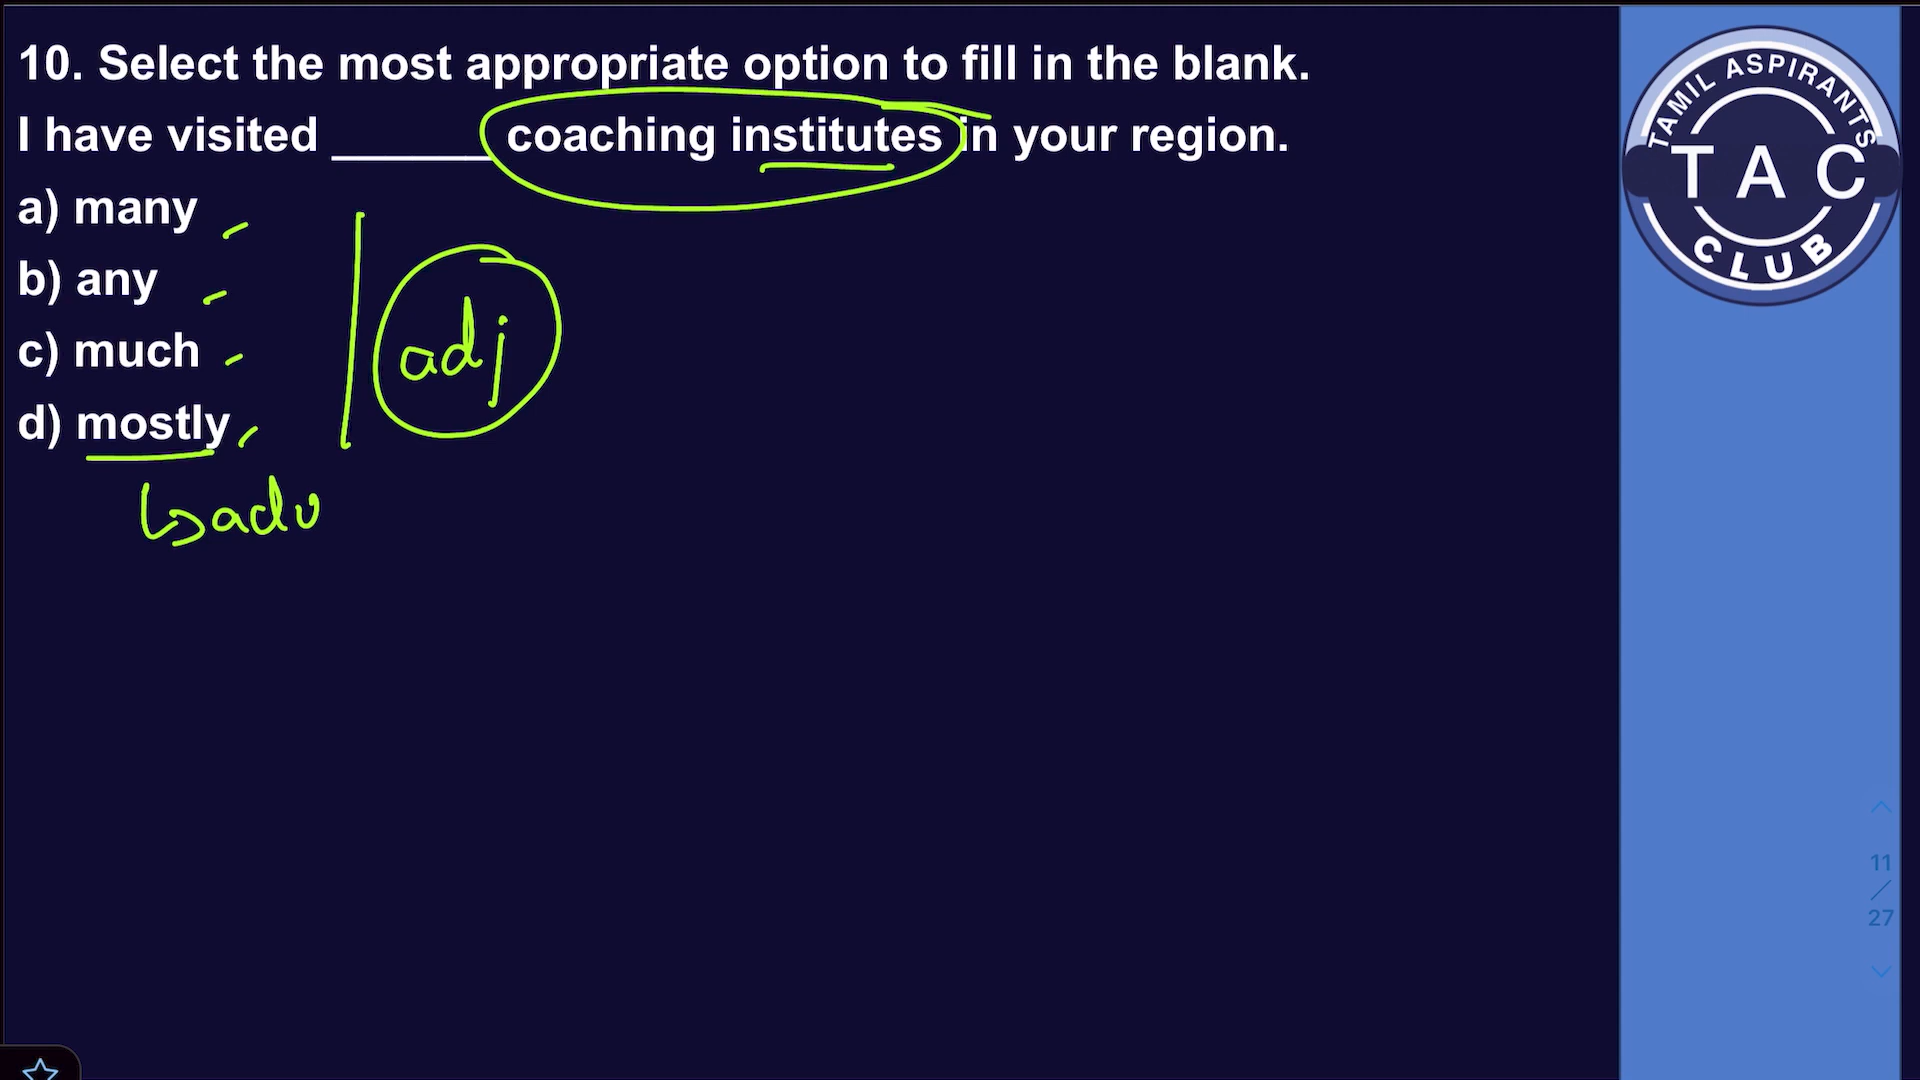 10. Select the most appropriate option to fill in the blank.
I have visited ______ coaching institutes in your region.
a) many
b) any
c) much
d) mostly
adj
adv
TAMIL ASPIRANTS
TAC
CLUB
11
/
27